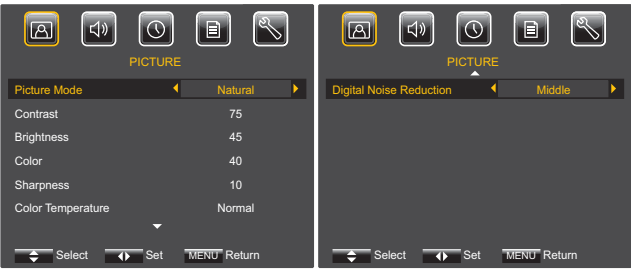 PICTURE
Picture Mode Natural
Contrast 75
Brightness 45
Color 40
Sharpness 10
Color Temperature Normal
Select Set MENU Return
PICTURE
Digital Noise Reduction Middle
Select Set MENU Return